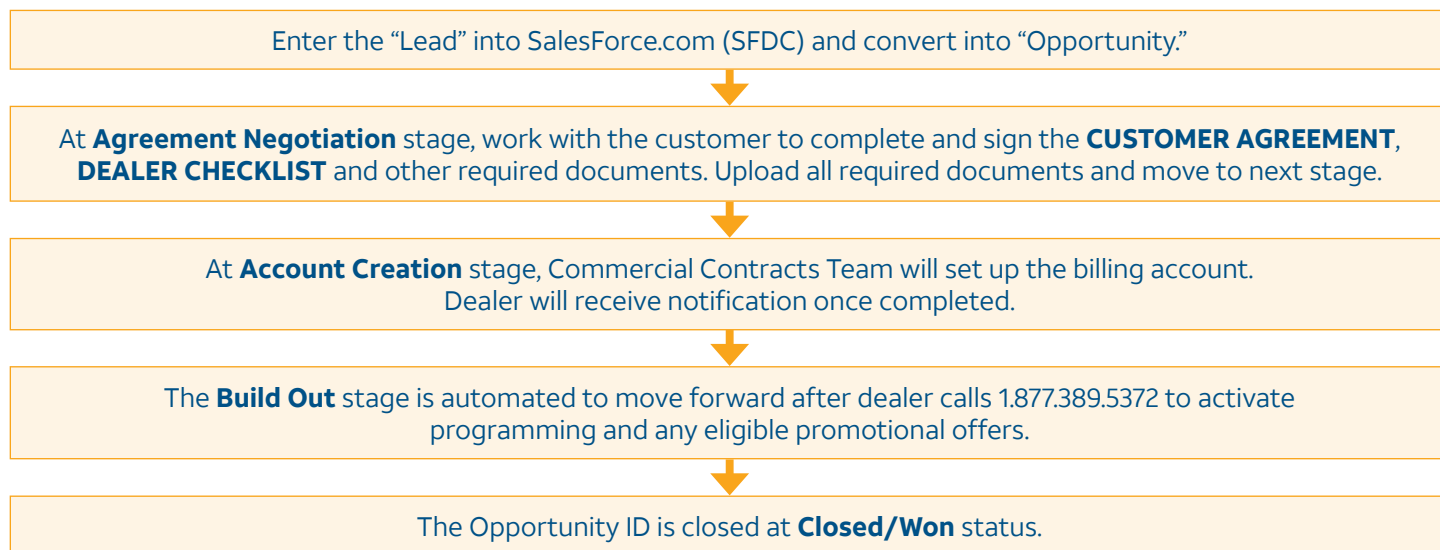 Enter the “Lead” into SalesForce.com (SFDC) and convert into “Opportunity.”
At Agreement Negotiation stage, work with the customer to complete and sign the CUSTOMER AGREEMENT,
DEALER CHECKLIST and other required documents. Upload all required documents and move to next stage.
At Account Creation stage, Commercial Contracts Team will set up the billing account.
Dealer will receive notification once completed.
The Build Out stage is automated to move forward after dealer calls 1.877.389.5372 to activate
programming and any eligible promotional offers.
The Opportunity ID is closed at Closed/Won status.